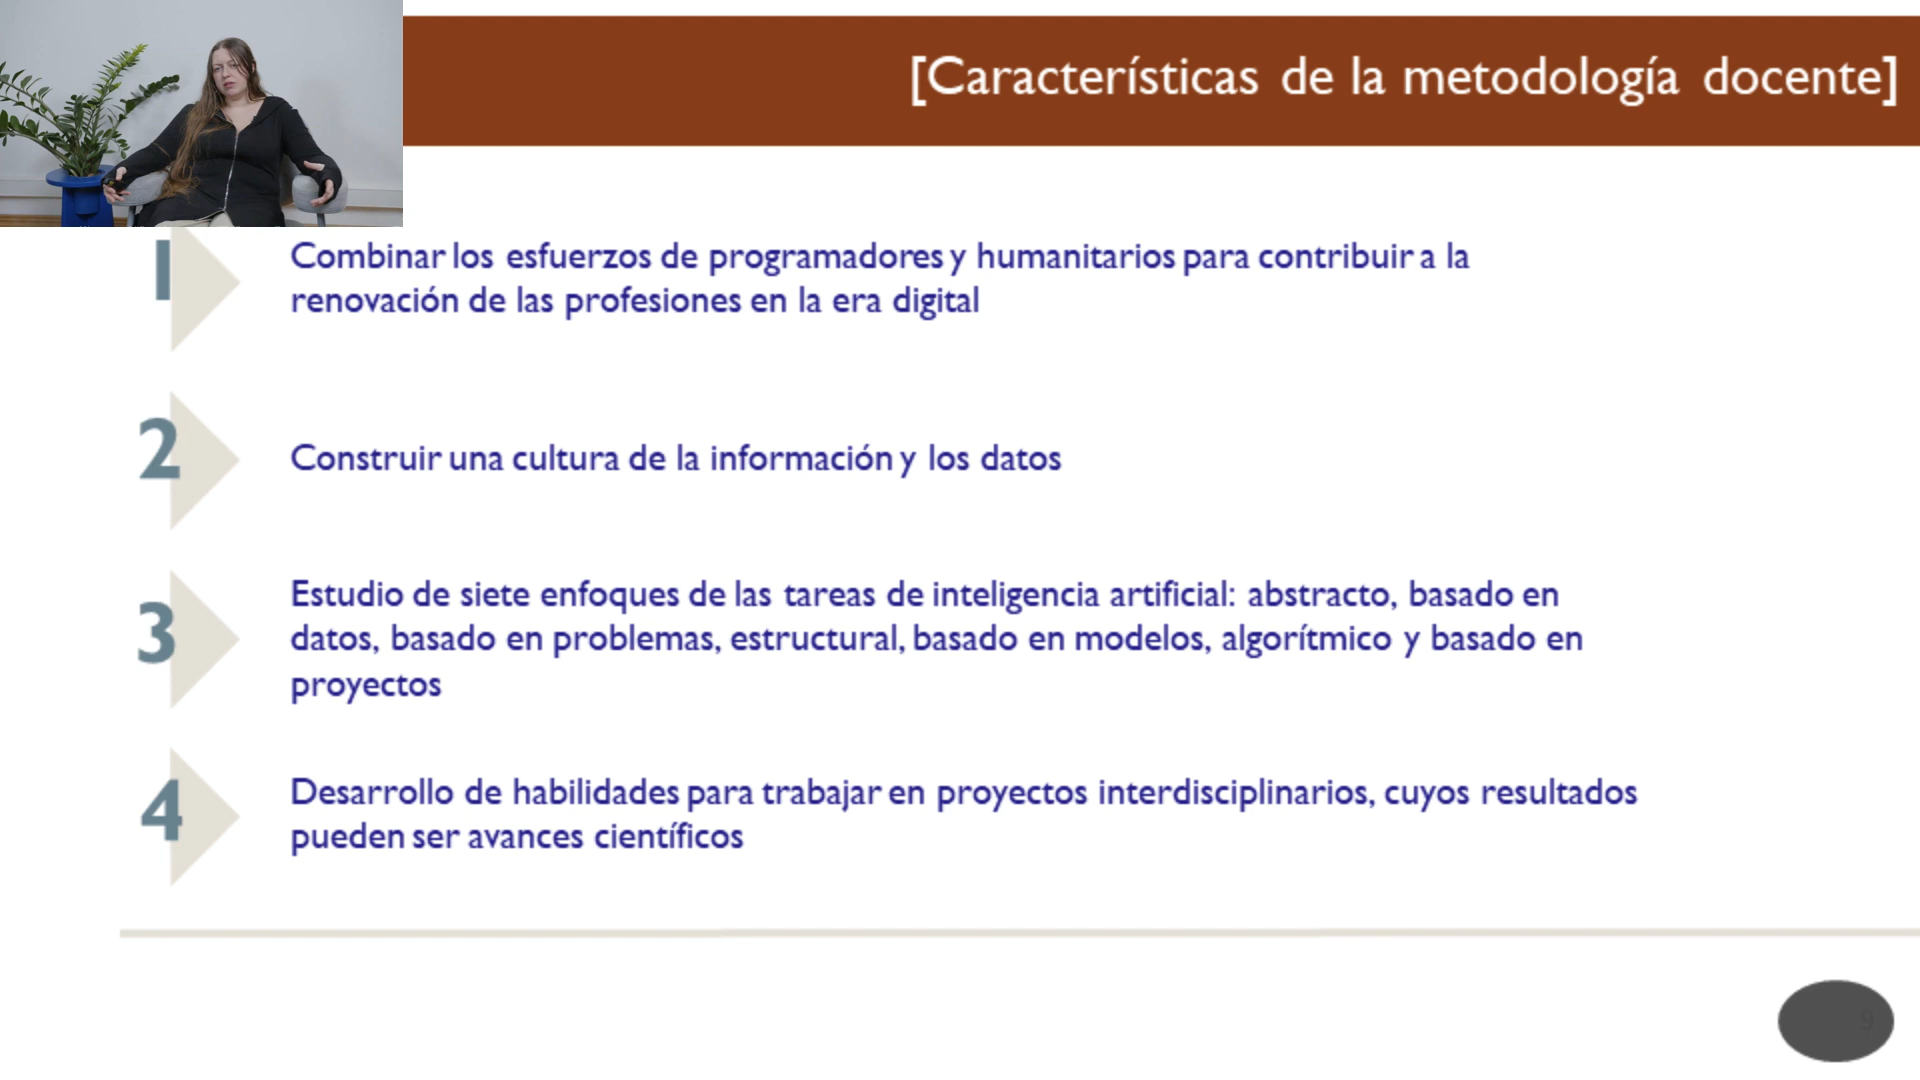 [Características de la metodología docente]
1
Combinar los esfuerzos de programadores y humanitarios para contribuir a la
renovación de las profesiones en la era digital
2
Construir una cultura de la información y los datos
3
Estudio de siete enfoques de las tareas de inteligencia artificial: abstracto, basado en
datos, basado en problemas, estructural, basado en modelos, algorítmico y basado en
proyectos
4
Desarrollo de habilidades para trabajar en proyectos interdisciplinarios, cuyos resultados
pueden ser avances científicos
9